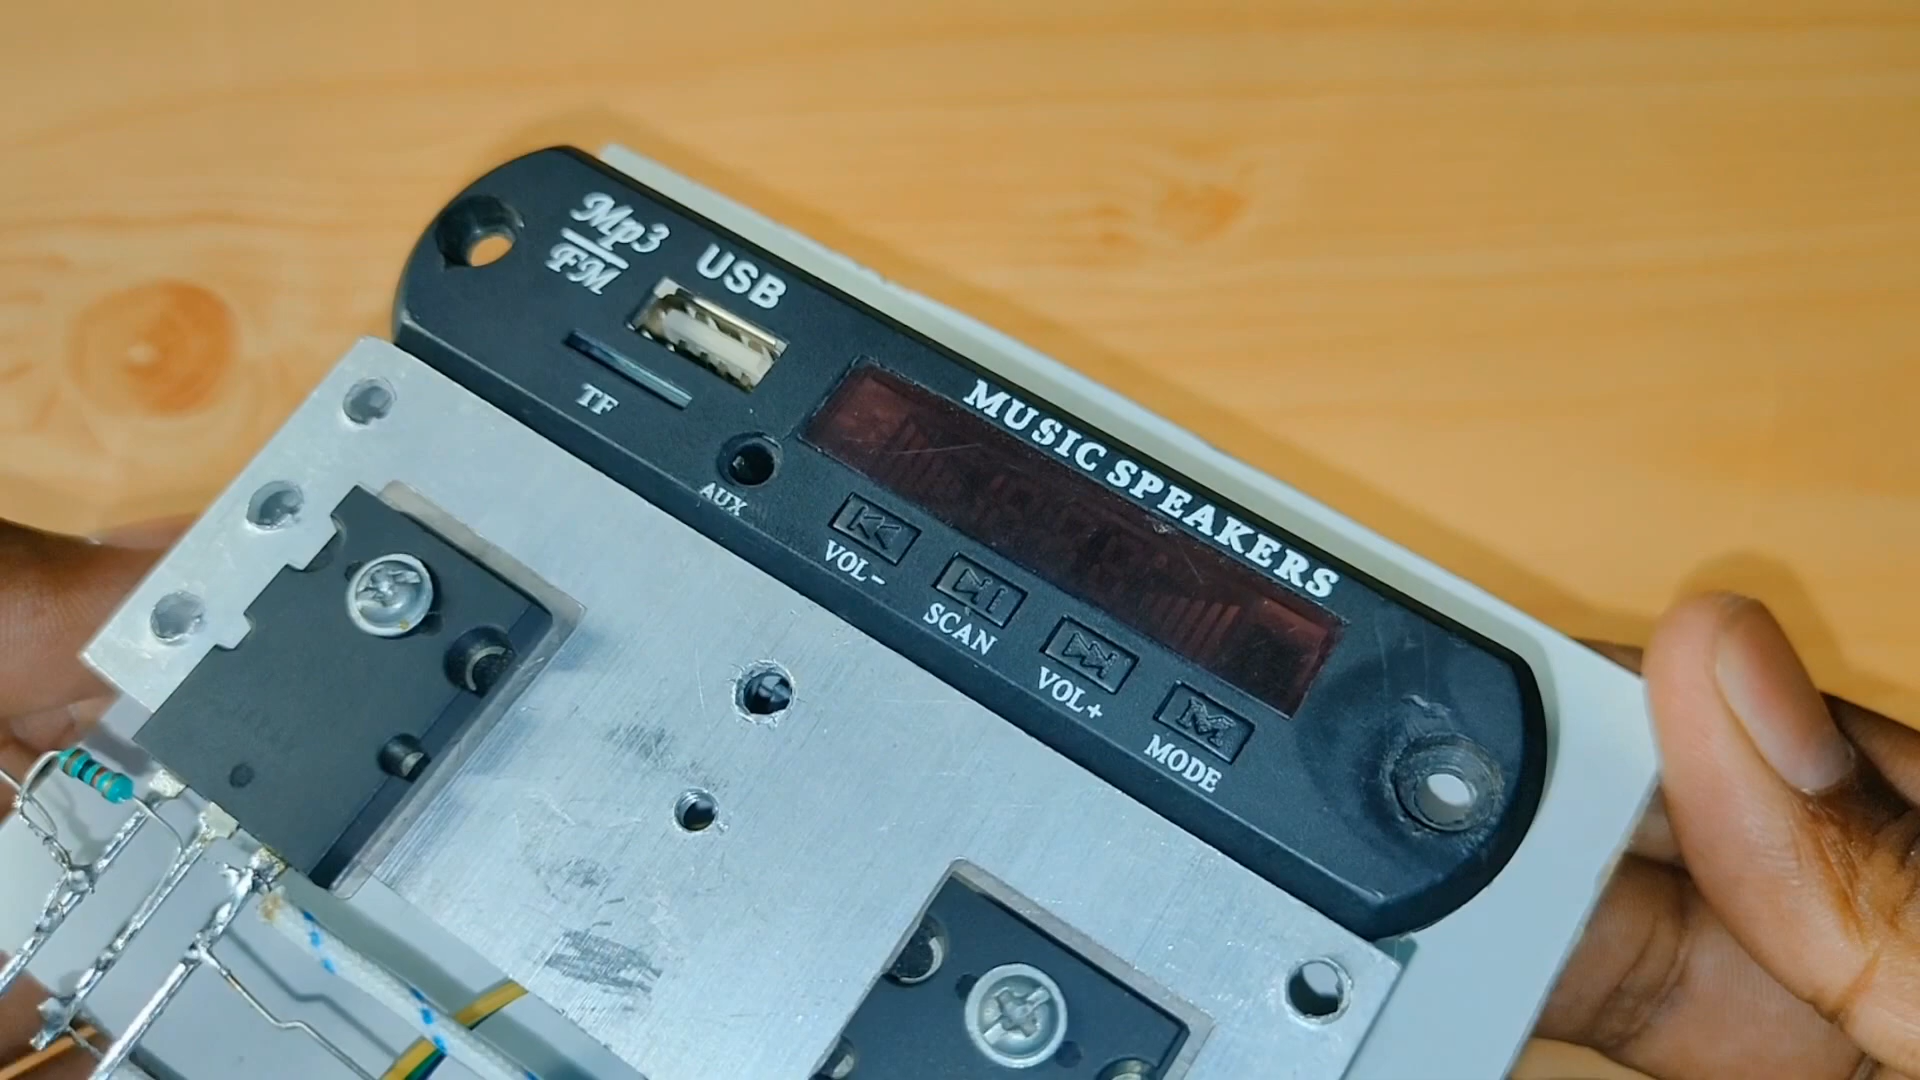 Mp3
FM
USB
TF
AUX
MUSIC SPEAKERS
VOL-
SCAN
VOL+
M
MODE